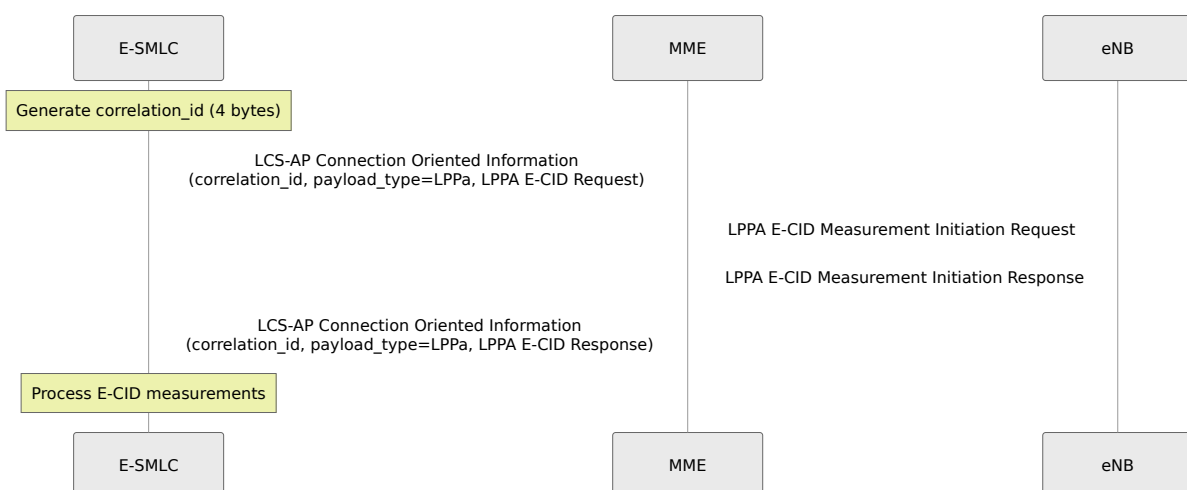 E-SMLC
MME
eNB
Generate correlation_id (4 bytes)
LCS-AP Connection Oriented Information
(correlation_id, payload_type=LPPa, LPPA E-CID Request)
LPPA E-CID Measurement Initiation Request
LPPA E-CID Measurement Initiation Response
LCS-AP Connection Oriented Information
(correlation_id, payload_type=LPPa, LPPA E-CID Response)
Process E-CID measurements
E-SMLC
MME
eNB